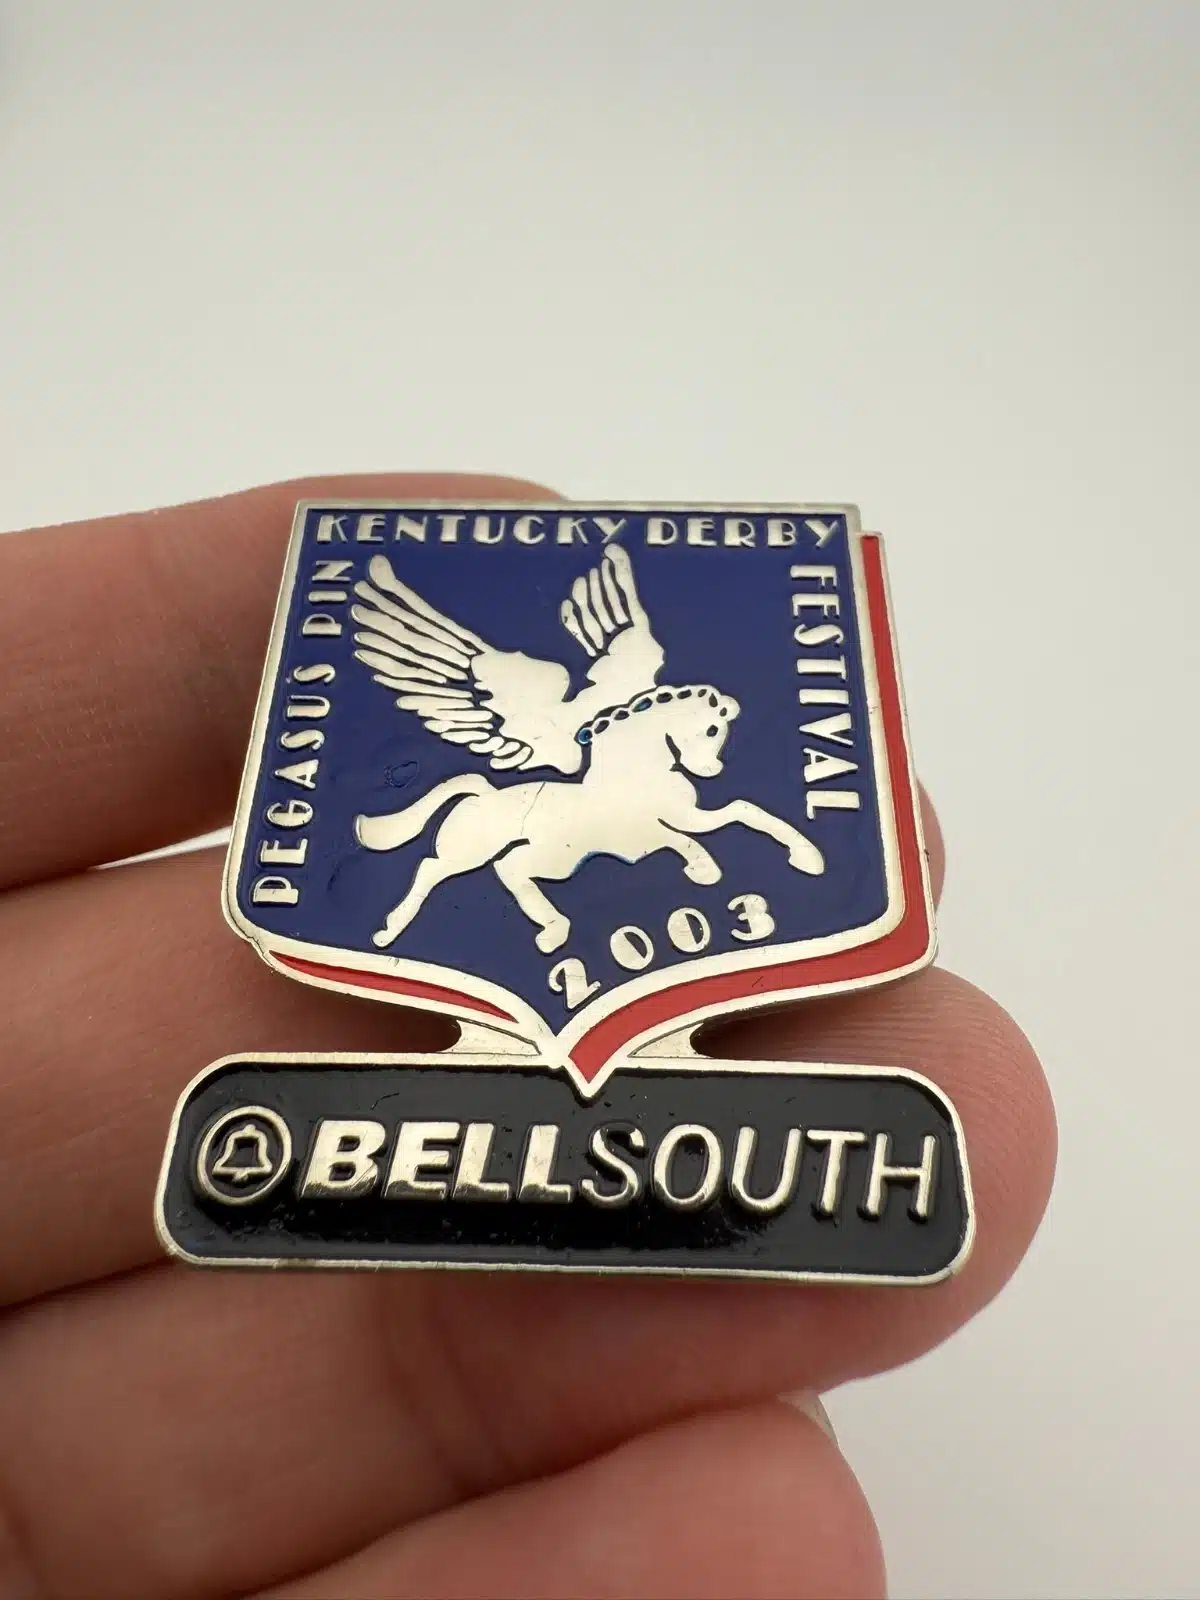 PEGASUS PIN
KENTUCKY DERBY
FESTIVAL
2003
BELLSOUTH